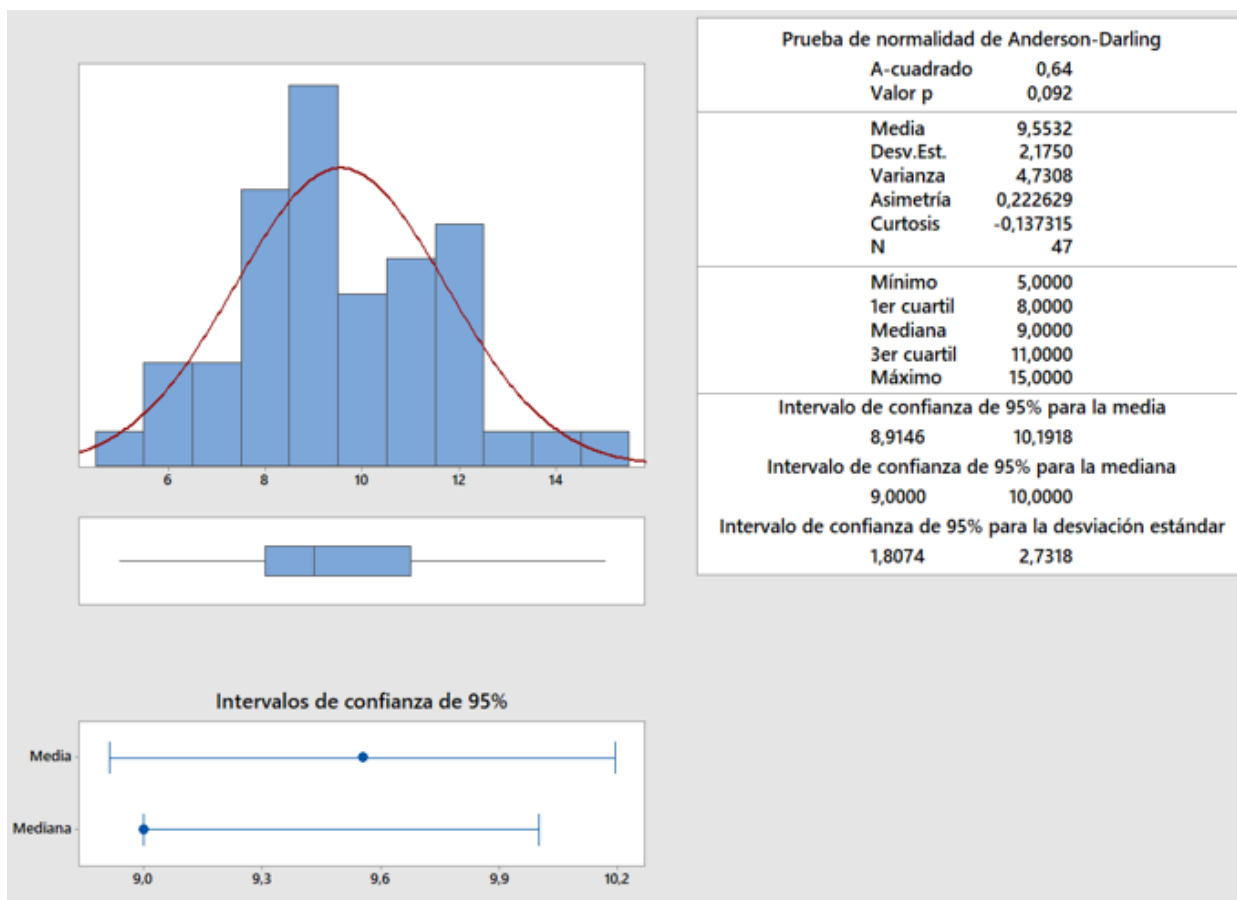 Prueba de normalidad de Anderson-Darling
A-cuadrado 0,64
Valor p 0,092
Media 9,5532
Desv.Est. 2,1750
Varianza 4,7308
Asimetría 0,222629
Curtosis -0,137315
N 47
Mínimo 5,0000
1er cuartil 8,0000
Mediana 9,0000
3er cuartil 11,0000
Máximo 15,0000
Intervalo de confianza de 95% para la media
8,9146 10,1918
Intervalo de confianza de 95% para la mediana
9,0000 10,0000
Intervalo de confianza de 95% para la desviación estándar
1,8074 2,7318
6 8 10 12 14
Intervalos de confianza de 95%
Media
Mediana
9,0 9,3 9,6 9,9 10,2